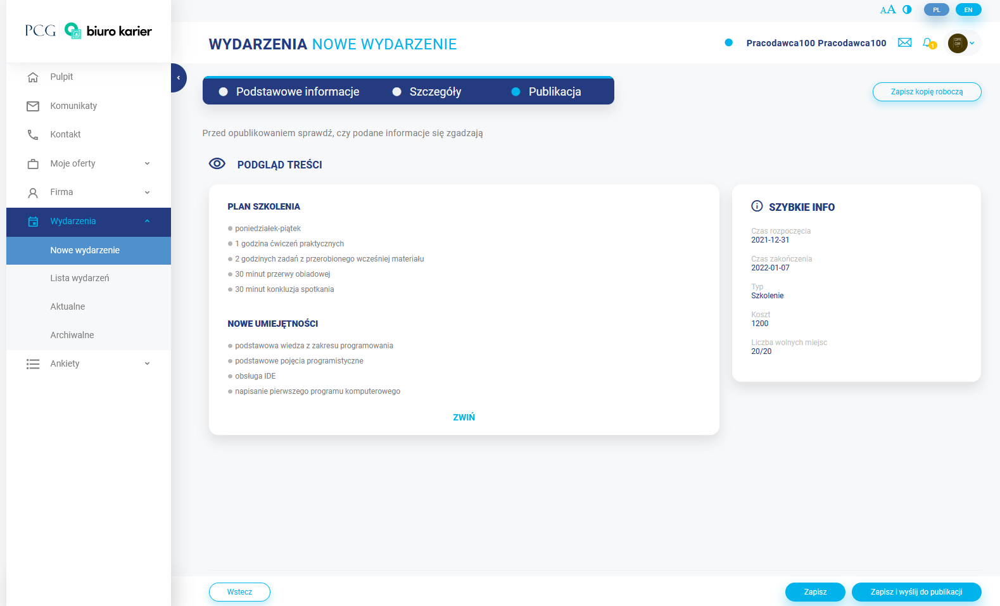 AA
PL
EN
PCG
biuro karier
WYDARZENIA NOWE WYDARZENIE
Pracodawca100 Pracodawca100
1
Pulpit
Komunikaty
Kontakt
Moje oferty
Firma
Wydarzenia
Nowe wydarzenie
Lista wydarzeń
Aktualne
Archiwalne
Ankiety
Podstawowe informacje
Szczegóły
Publikacja
Zapisz kopię roboczą
Przed opublikowaniem sprawdź, czy podane informacje się zgadzają
PODGLĄD TREŚCI
PLAN SZKOLENIA
poniedziałek-piątek
1 godzina ćwiczeń praktycznych
2 godzinych zadań z przerobionego wcześniej materiału
30 minut przerwy obiadowej
30 minut konkluzja spotkania
NOWE UMIEJĘTNOŚCI
podstawowa wiedza z zakresu programowania
podstawowe pojęcia programistyczne
obsługa IDE
napisanie pierwszego programu komputerowego
ZWIŃ
SZYBKIE INFO
Czas rozpoczęcia
2021-12-31
Czas zakończenia
2022-01-07
Typ
Szkolenie
Koszt
1200
Liczba wolnych miejsc
20/20
Wstecz
Zapisz
Zapisz i wyślij do publikacji